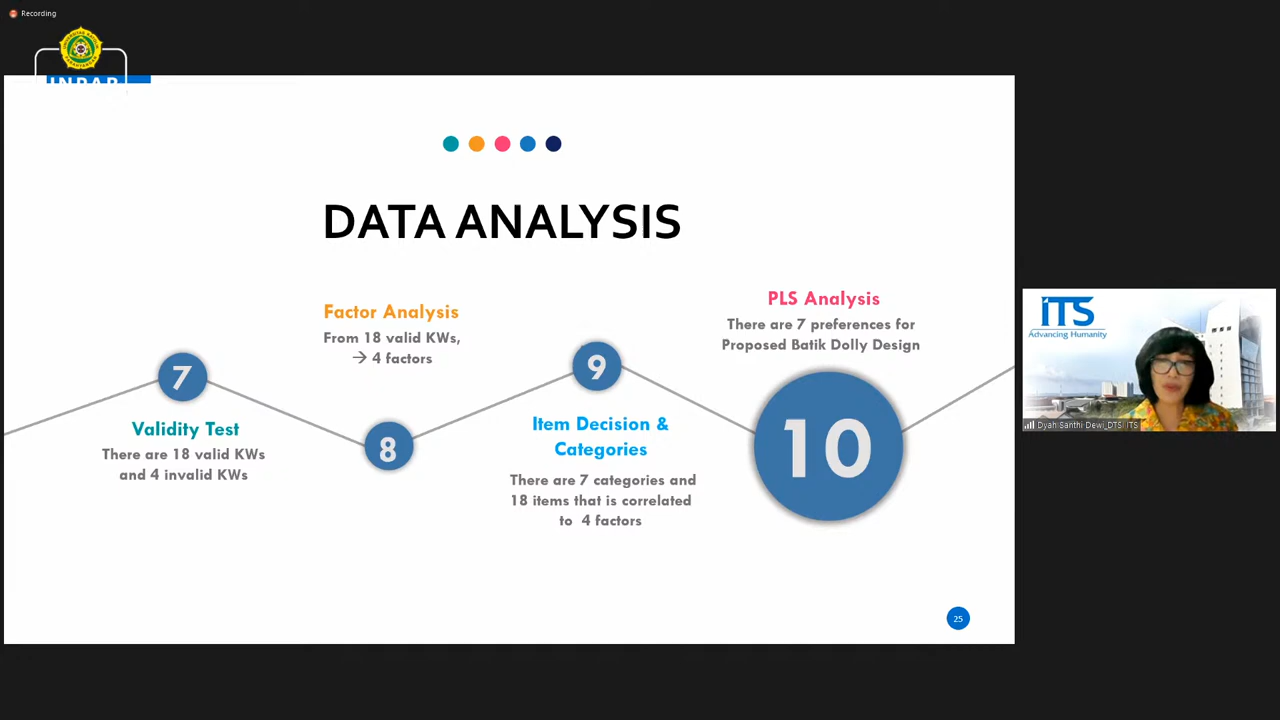 Recording
UNPAR
DATA ANALYSIS
Factor Analysis
From 18 valid KWs,
→ 4 factors
PLS Analysis
There are 7 preferences for
Proposed Batik Dolly Design
7
Validity Test
There are 18 valid KWs
and 4 invalid KWs
8
9
Item Decision &
Categories
There are 7 categories and
18 items that is correlated
to 4 factors
10
25
ITS
Advancing Humanity
Dyah Santhi Dewi_DTSI ITS